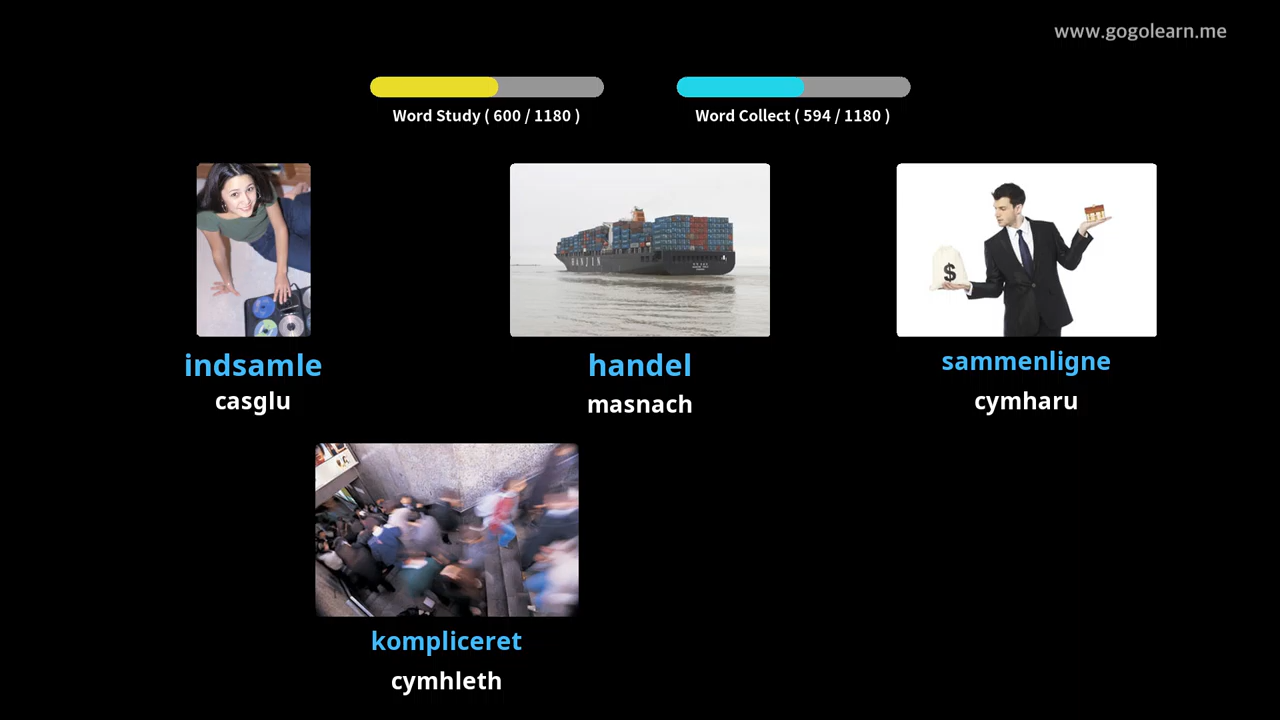 www.gogolearn.me
Word Study ( 600 / 1180 )
Word Collect ( 594 / 1180 )
HANJIN
$
indsamle
handel
sammenligne
casglu
masnach
cymharu
kompliceret
cymhleth